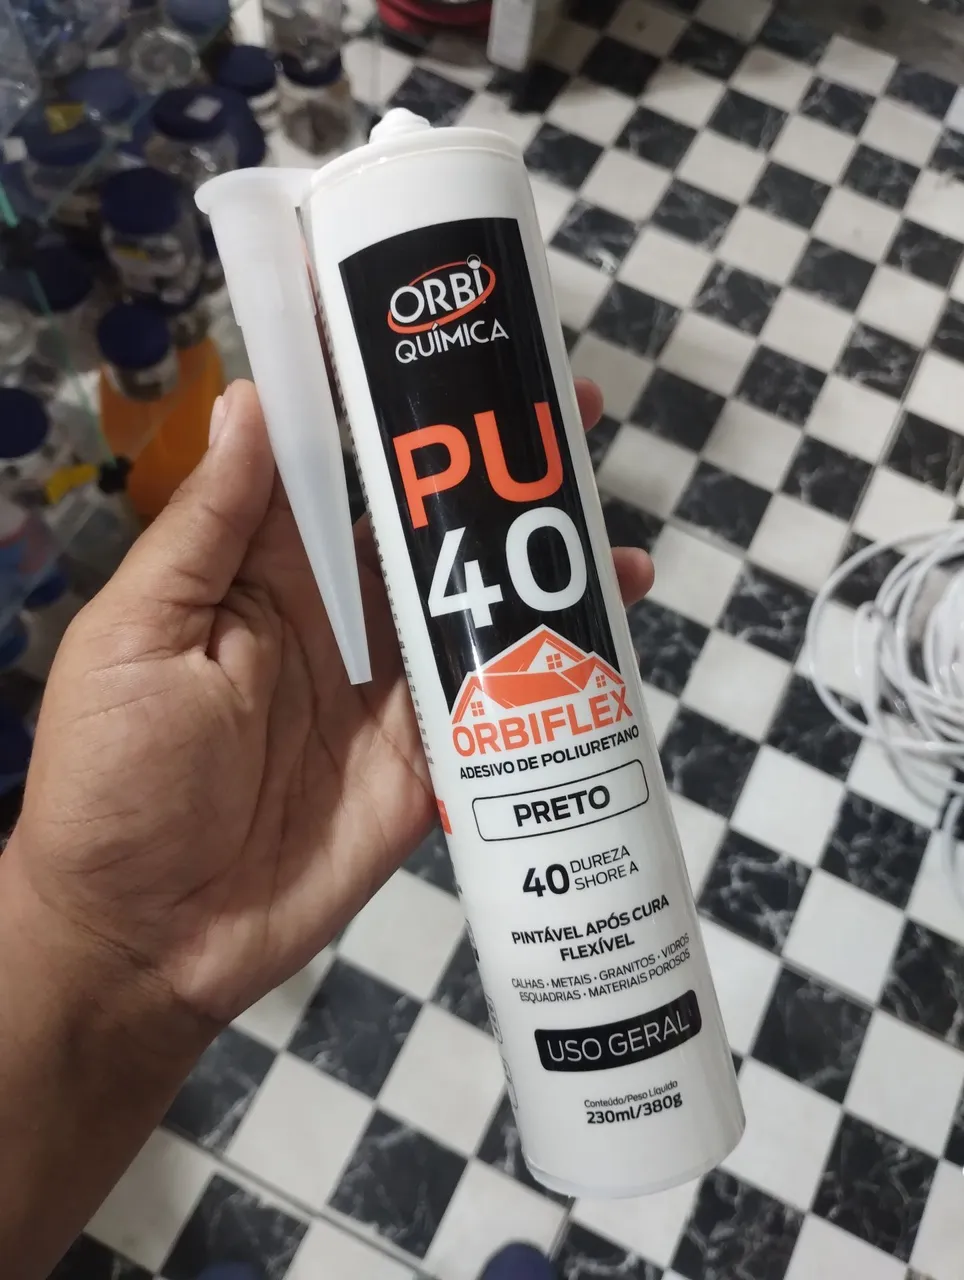 ORBI
QUÍMICA
PU
40
ORBIFLEX
ADESIVO DE POLIURETANO
PRETO
40 DUREZA
SHORE A
PINTÁVEL APÓS CURA
FLEXÍVEL
CALHAS • METAIS • GRANITOS • VIDROS
ESQUADRIAS • MATERIAIS POROSOS
USO GERAL
Conteúdo/Peso Líquido
230ml/380g